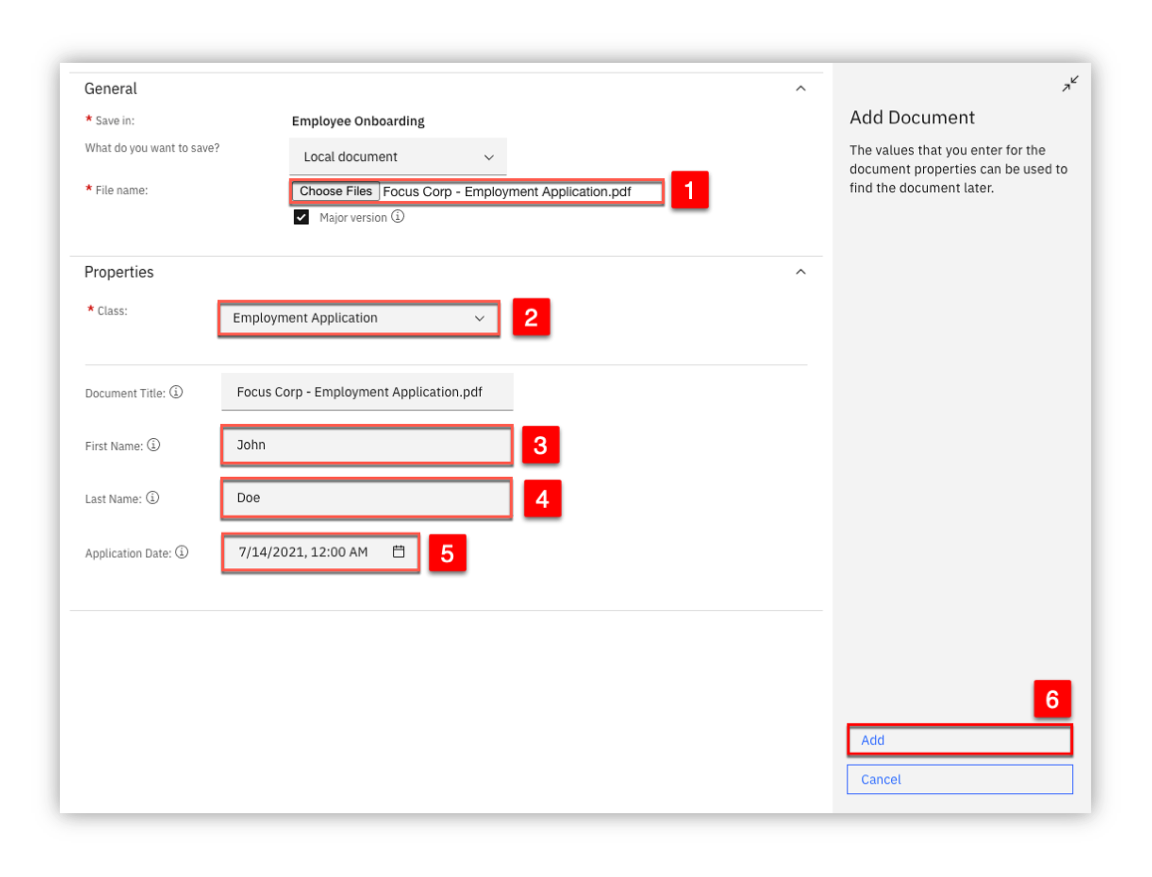 General
* Save in:
Employee Onboarding
What do you want to save?
Local document
* File name:
Choose Files Focus Corp - Employment Application.pdf
1
Major version
Properties
* Class:
Employment Application
2
Document Title:
Focus Corp - Employment Application.pdf
First Name:
John
3
Last Name:
Doe
4
Application Date:
7/14/2021, 12:00 AM
5
Add Document
The values that you enter for the
document properties can be used to
find the document later.
6
Add
Cancel